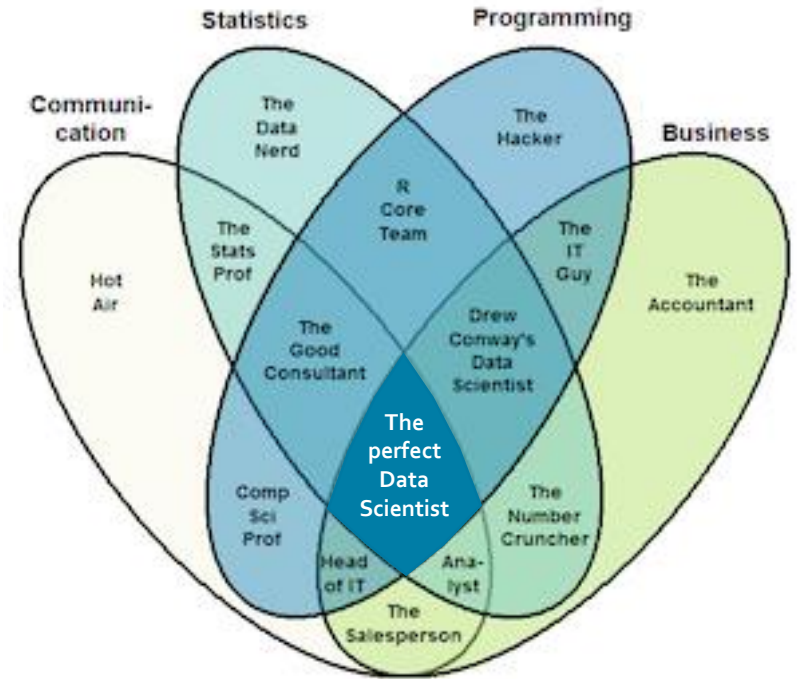 Statistics
Programming
Communi-
cation
Business
The
Data
Nerd
The
Hacker
R
Core
Team
The
Stats
Prof
The
IT
Guy
Hot
Air
The
Accountant
The
Good
Consultant
Drew
Conway's
Data
Scientist
The
perfect
Data
Scientist
Comp
Sci
Prof
The
Number
Cruncher
Head
of IT
Ana-
lyst
The
Salesperson